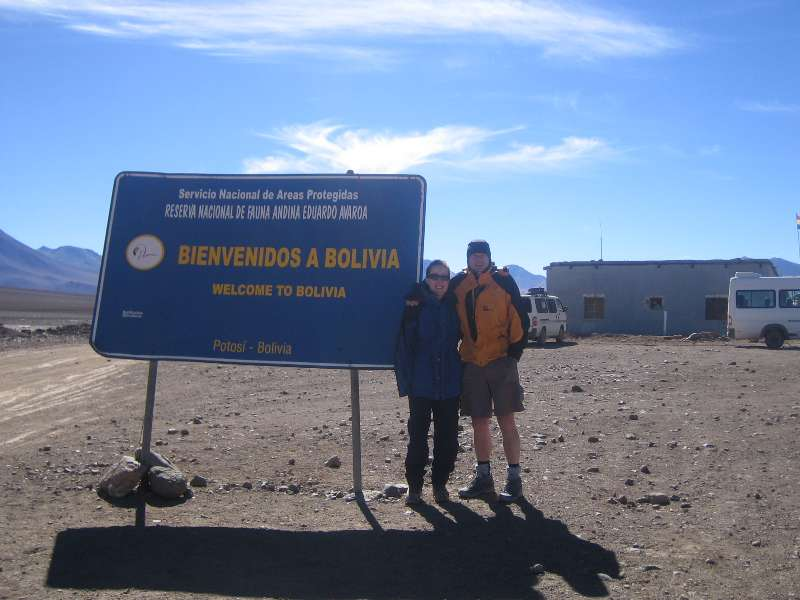 Servicio Nacional de Areas Protegidas
RESERVA NACIONAL DE FAUNA ANDINA EDUARDO AVAROA
BIENVENIDOS A BOLIVIA
WELCOME TO BOLIVIA
Potosí - Bolivia